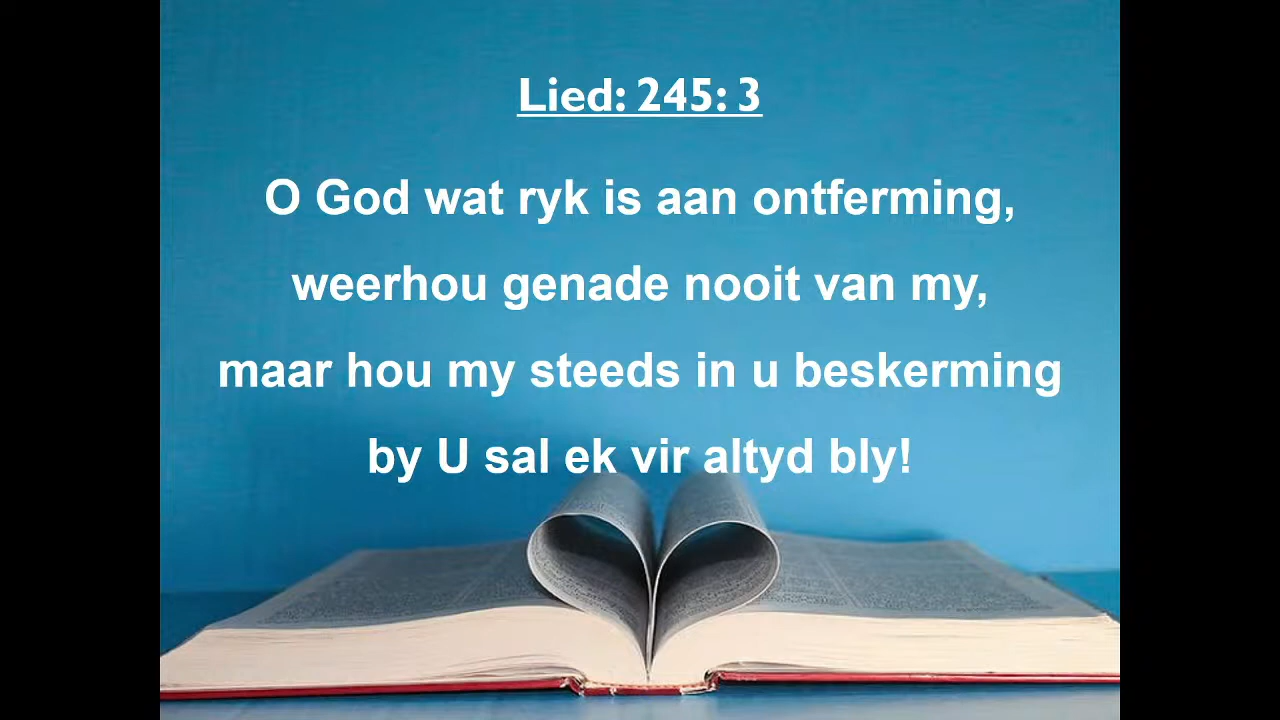 Lied: 245: 3
O God wat ryk is aan ontferming,
weerhou genade nooit van my,
maar hou my steeds in u beskerming
by U sal ek vir altyd bly!